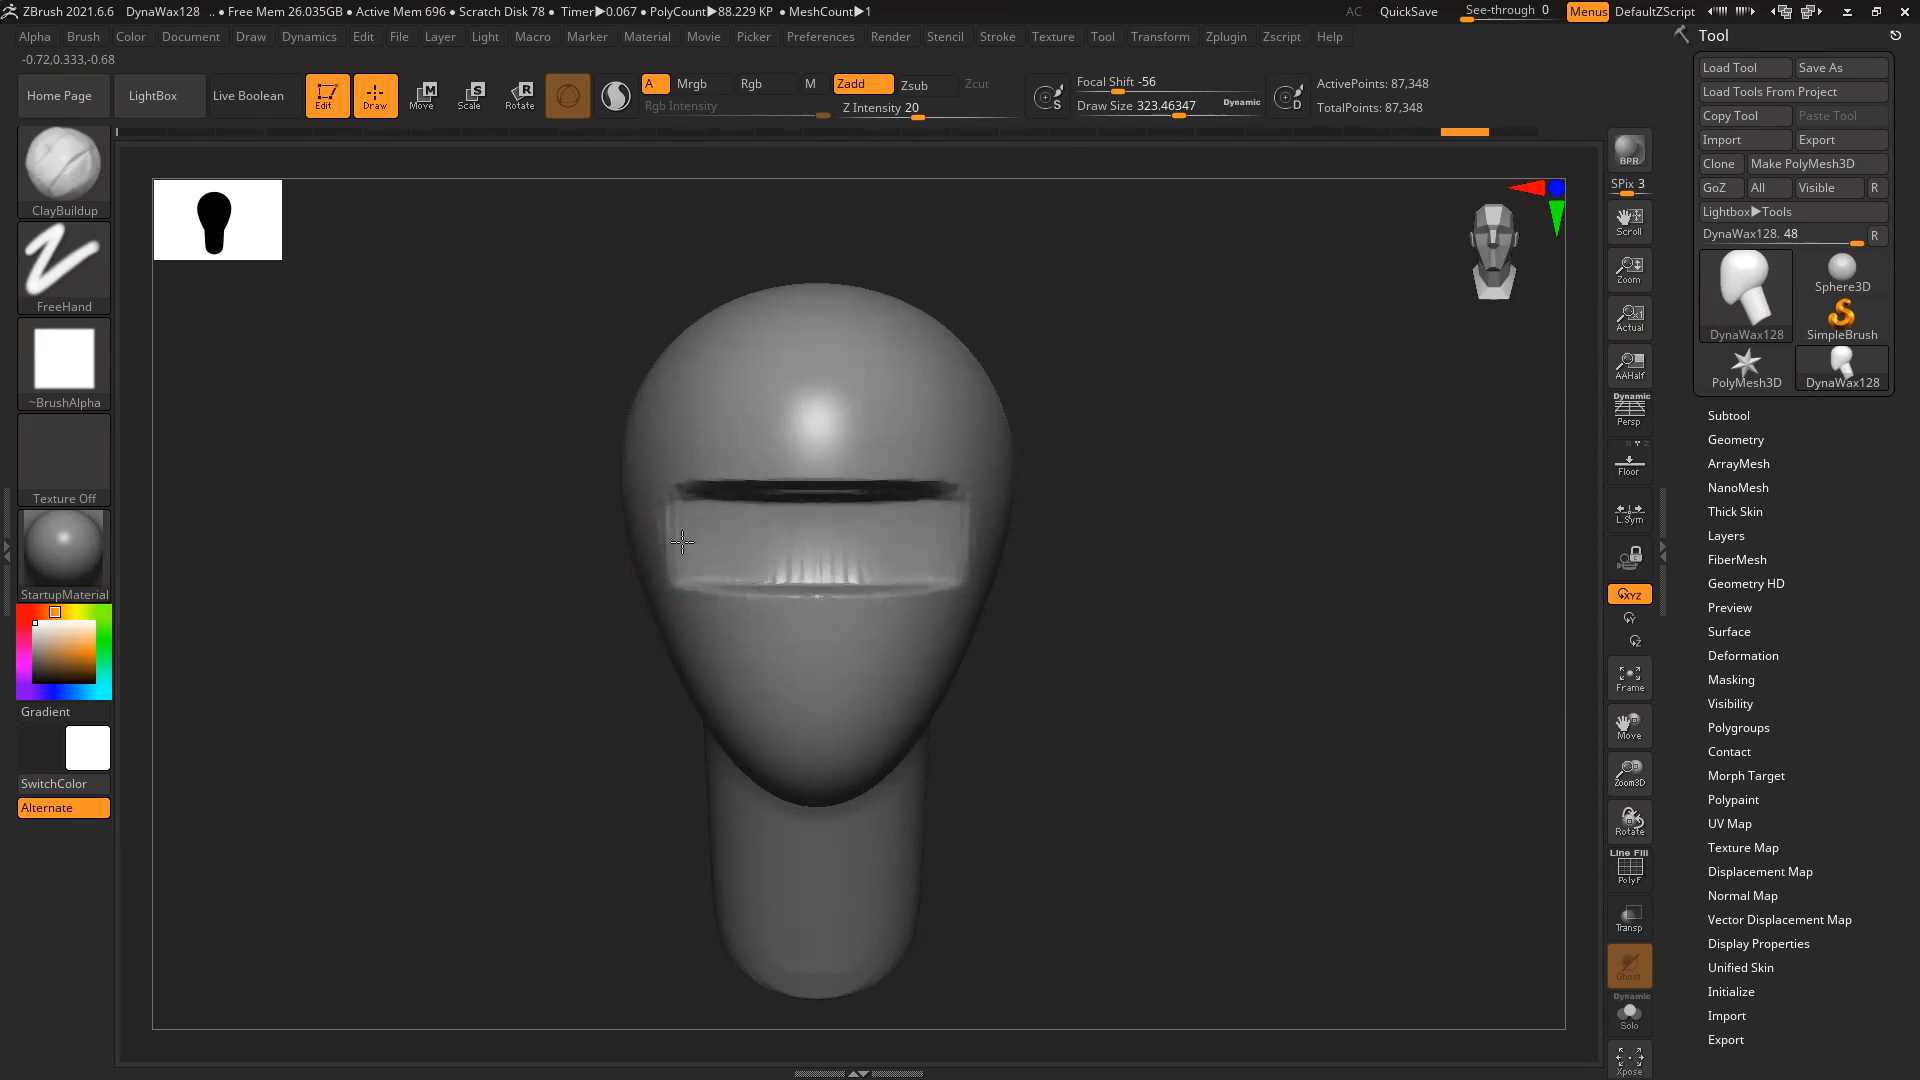 ZBrush 2021.6.6 DynaWax128 .. ● Free Mem 26.035GB ● Active Mem 696 ● Scratch Disk 78 ● Timer▶0.067 ● PolyCount▶88.229 KP ● MeshCount▶1 AC QuickSave See-through 0 Menus DefaultZScript
Alpha Brush Color Document Draw Dynamics Edit File Layer Light Macro Marker Material Movie Picker Preferences Render Stencil Stroke Texture Tool Transform Zplugin Zscript Help
-0.72,0.333,-0.68
Home Page LightBox Live Boolean Edit Draw Move Scale Rotate
A Mrgb Rgb M Zadd Zsub Zcut
Rgb Intensity Z Intensity 20
S Focal Shift -56
Draw Size 323.46347 Dynamic D
ActivePoints: 87,348
TotalPoints: 87,348
ClayBuildup
FreeHand
~BrushAlpha
Texture Off
StartupMaterial
Gradient
SwitchColor
Alternate
BPR
SPix 3
Scroll
Zoom
Actual
AAHalf
Dynamic
Persp
Floor
L.Sym
XYZ
Y
Z
Frame
Move
Zoom3D
Rotate
Line Fill
PolyF
Transp
Ghost
Dynamic
Solo
Xpose
Tool
Load Tool Save As
Load Tools From Project
Copy Tool Paste Tool
Import Export
Clone Make PolyMesh3D
GoZ All Visible R
Lightbox▶Tools
DynaWax128. 48 R
DynaWax128 Sphere3D
SimpleBrush
PolyMesh3D DynaWax128
Subtool
Geometry
ArrayMesh
NanoMesh
Thick Skin
Layers
FiberMesh
Geometry HD
Preview
Surface
Deformation
Masking
Visibility
Polygroups
Contact
Morph Target
Polypaint
UV Map
Texture Map
Displacement Map
Normal Map
Vector Displacement Map
Display Properties
Unified Skin
Initialize
Import
Export